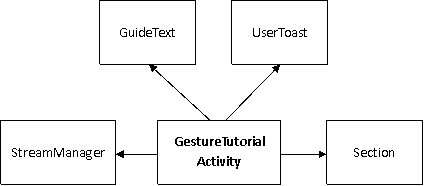 GuideText
UserToast
StreamManager
GestureTutorial
Activity
Section